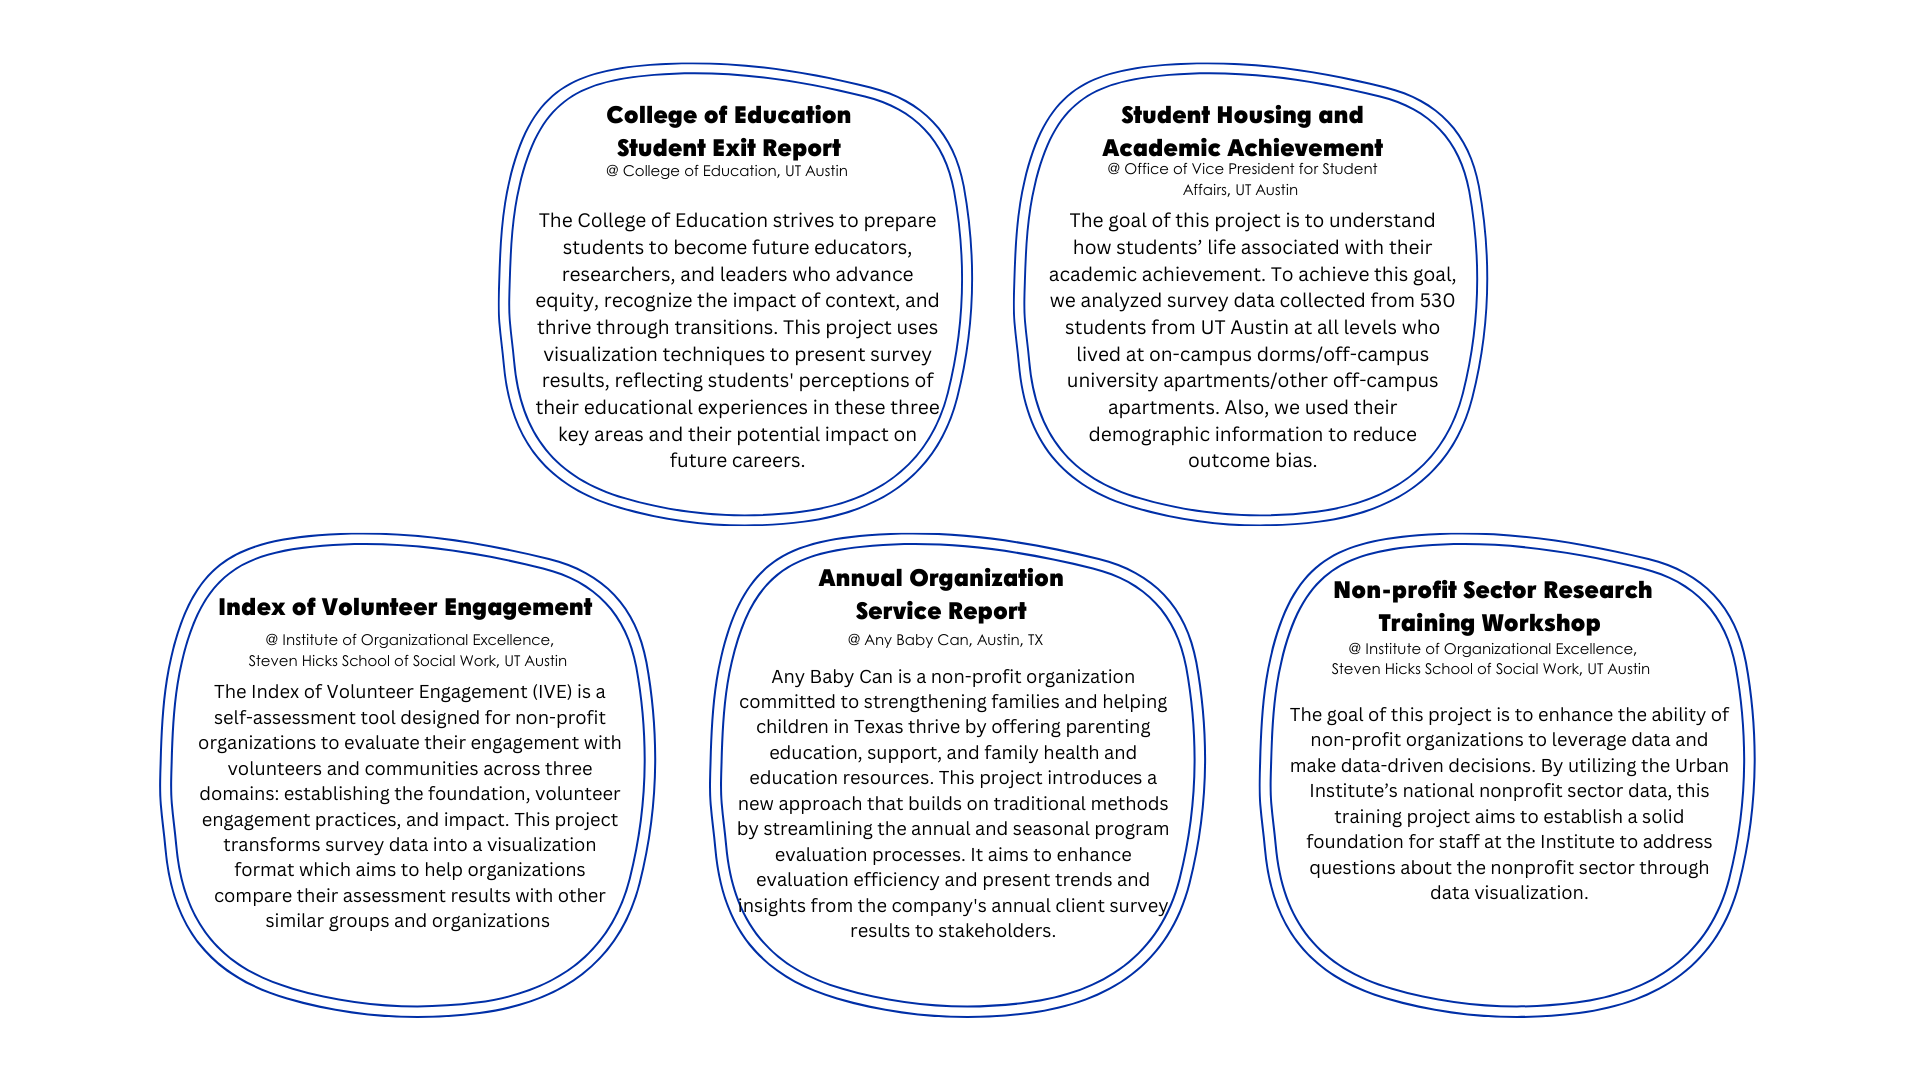 College of Education
Student Exit Report
@ College of Education, UT Austin
The College of Education strives to prepare
students to become future educators,
researchers, and leaders who advance
equity, recognize the impact of context, and
thrive through transitions. This project uses
visualization techniques to present survey
results, reflecting students' perceptions of
their educational experiences in these three
key areas and their potential impact on
future careers.
Student Housing and
Academic Achievement
@ Office of Vice President for Student
Affairs, UT Austin
The goal of this project is to understand
how students’ life associated with their
academic achievement. To achieve this goal,
we analyzed survey data collected from 530
students from UT Austin at all levels who
lived at on-campus dorms/off-campus
university apartments/other off-campus
apartments. Also, we used their
demographic information to reduce
outcome bias.
Index of Volunteer Engagement
@ Institute of Organizational Excellence,
Steven Hicks School of Social Work, UT Austin
The Index of Volunteer Engagement (IVE) is a
self-assessment tool designed for non-profit
organizations to evaluate their engagement with
volunteers and communities across three
domains: establishing the foundation, volunteer
engagement practices, and impact. This project
transforms survey data into a visualization
format which aims to help organizations
compare their assessment results with other
similar groups and organizations
Annual Organization
Service Report
@ Any Baby Can, Austin, TX
Any Baby Can is a non-profit organization
committed to strengthening families and helping
children in Texas thrive by offering parenting
education, support, and family health and
education resources. This project introduces a
new approach that builds on traditional methods
by streamlining the annual and seasonal program
evaluation processes. It aims to enhance
evaluation efficiency and present trends and
insights from the company's annual client survey
results to stakeholders.
Non-profit Sector Research
Training Workshop
@ Institute of Organizational Excellence,
Steven Hicks School of Social Work, UT Austin
The goal of this project is to enhance the ability of
non-profit organizations to leverage data and
make data-driven decisions. By utilizing the Urban
Institute’s national nonprofit sector data, this
training project aims to establish a solid
foundation for staff at the Institute to address
questions about the nonprofit sector through
data visualization.